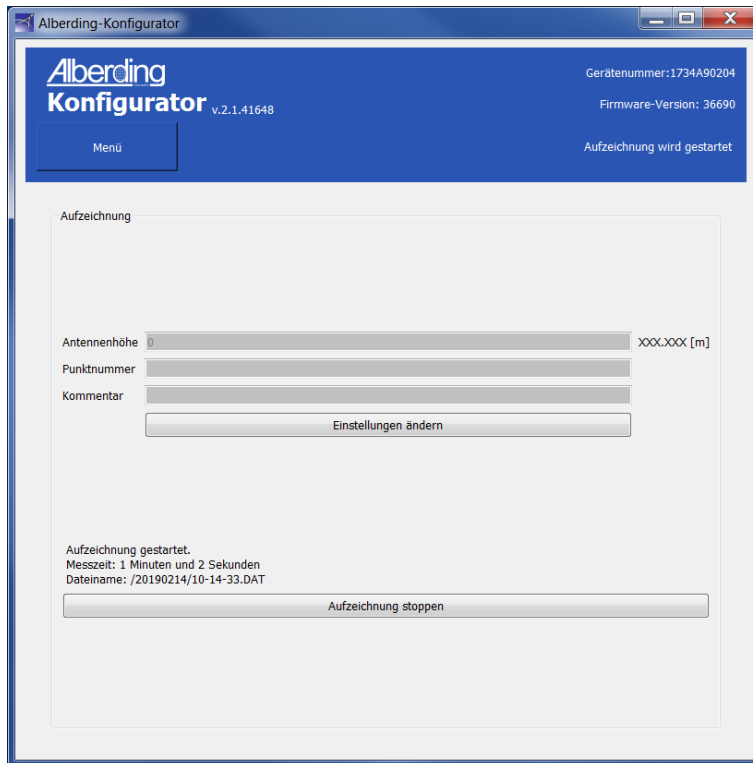 Alberding-Konfigurator
Alberding
Gerätenummer:1734A90204
Konfigurator v.2.1.41648
Firmware-Version: 36690
Menü
Aufzeichnung wird gestartet
Aufzeichnung
Antennenhöhe 0 XXX.XXX [m]
Punktnummer
Kommentar
Einstellungen ändern
Aufzeichnung gestartet.
Messzeit: 1 Minuten und 2 Sekunden
Dateiname: /20190214/10-14-33.DAT
Aufzeichnung stoppen